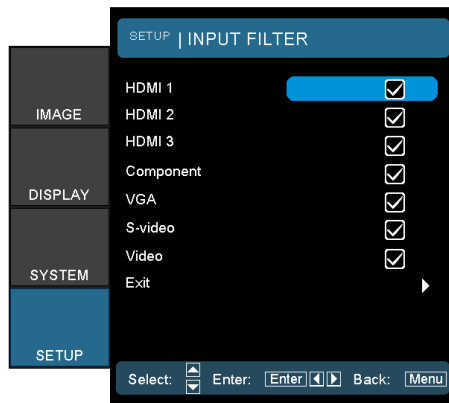 SETUP | INPUT FILTER
IMAGE
DISPLAY
SYSTEM
SETUP
HDMI 1
HDMI 2
HDMI 3
Component
VGA
S-video
Video
Exit
Select: Enter: Enter Back: Menu